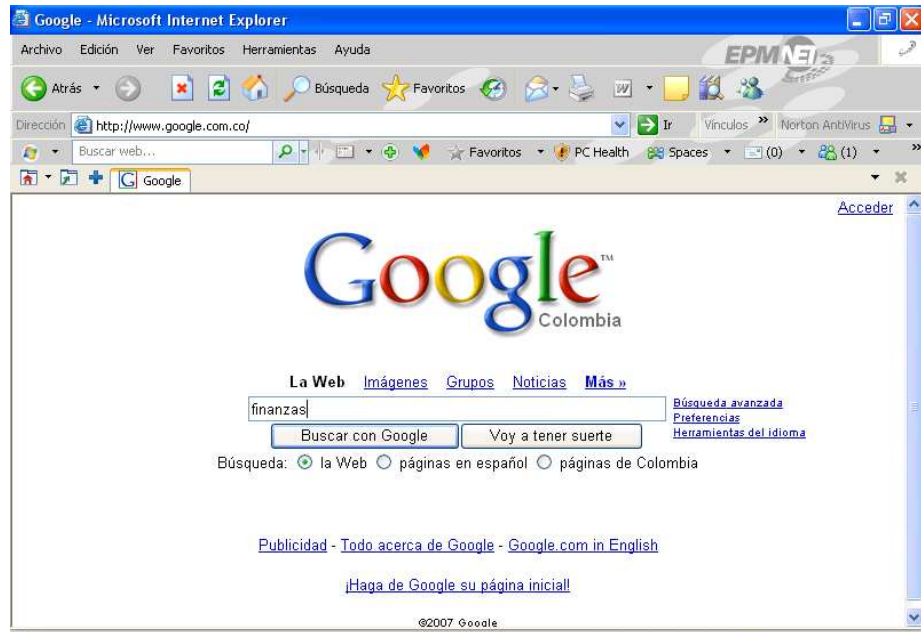 Google - Microsoft Internet Explorer
Archivo Edición Ver Favoritos Herramientas Ayuda
EPMNET
Atrás Búsqueda Favoritos
Dirección http://www.google.com.co/ Ir Vínculos » Norton AntiVirus
Buscar web... Favoritos PC Health Spaces (0) (1) »
Google
Acceder
Google™
Colombia
La Web Imágenes Grupos Noticias Más »
finanzas
Búsqueda avanzada
Preferencias
Herramientas del idioma
Buscar con Google Voy a tener suerte
Búsqueda: la Web páginas en español páginas de Colombia
Publicidad - Todo acerca de Google - Google.com in English
¡Haga de Google su página inicial!
©2007 Google